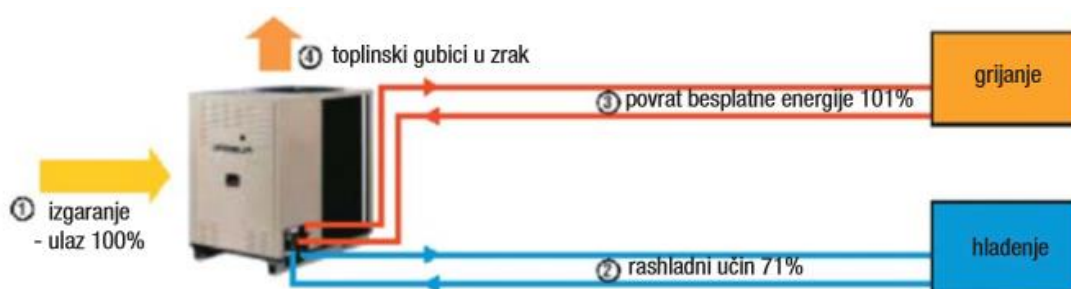 ④ toplinski gubici u zrak
grijanje
③ povrat besplatne energije 101%
① izgaranje
- ulaz 100%
② rashladni učin 71%
hlađenje